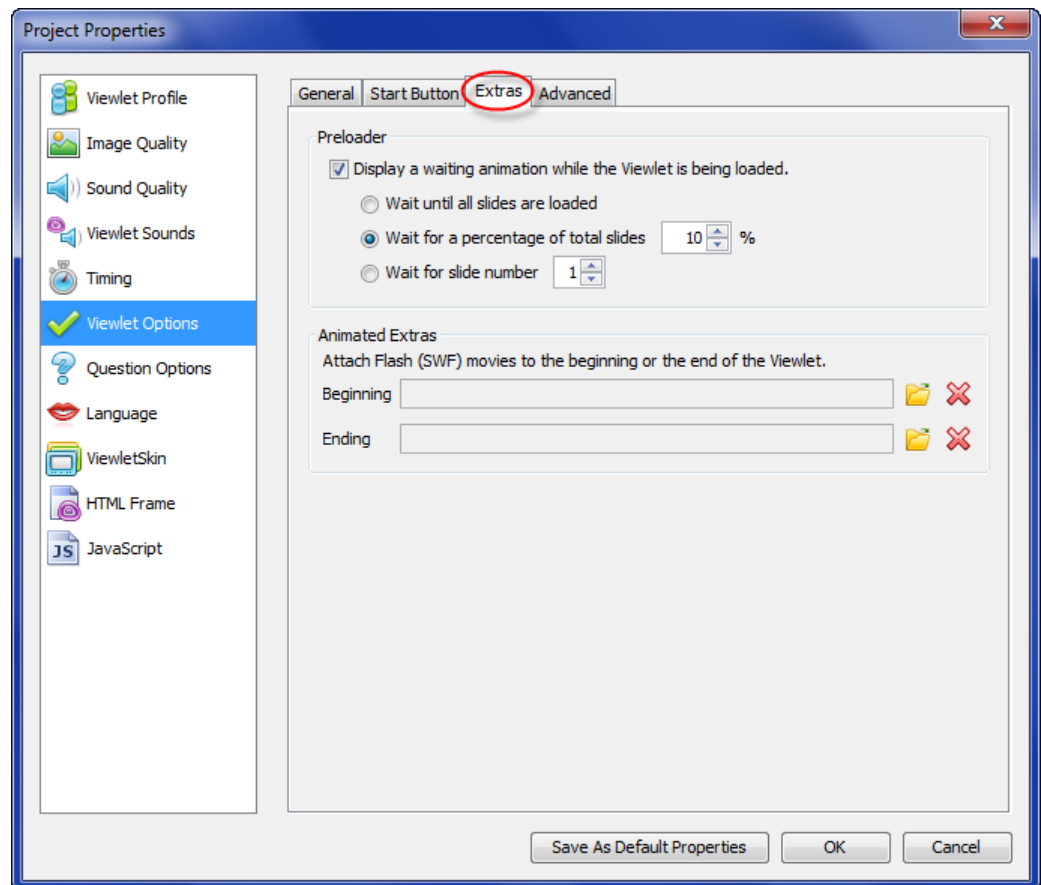 Project Properties
X
Viewlet Profile
Image Quality
Sound Quality
Viewlet Sounds
Timing
Viewlet Options
Question Options
Language
ViewletSkin
HTML Frame
JS JavaScript
General Start Button Extras Advanced
Preloader
Display a waiting animation while the Viewlet is being loaded.
Wait until all slides are loaded
Wait for a percentage of total slides 10 %
Wait for slide number 1
Animated Extras
Attach Flash (SWF) movies to the beginning or the end of the Viewlet.
Beginning
Ending
Save As Default Properties OK Cancel